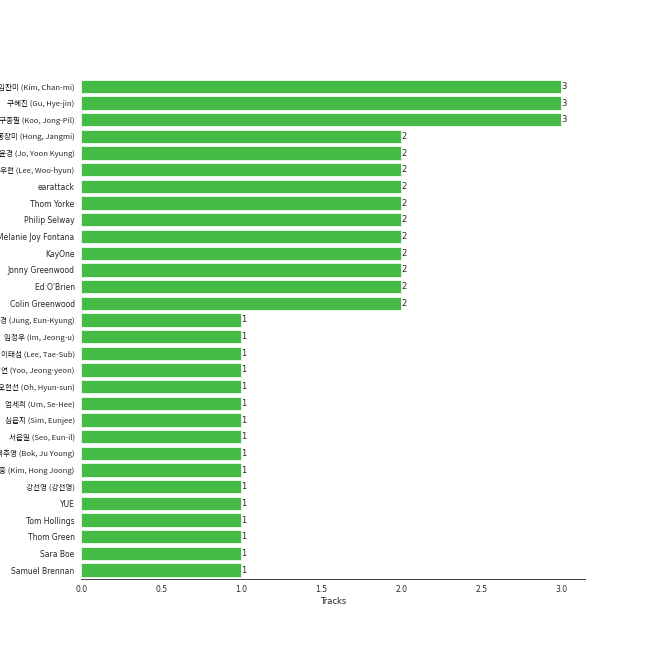 (Kim, Chan-mi) 3
구혜진 (Gu, Hye-jin) 3
구종필 (Koo, Jong-Pil) 3
홍장미 (Hong, Jangmi) 2
윤경 (Jo, Yoon Kyung) 2
우현 (Lee, Woo-hyun) 2
earattack 2
Thom Yorke 2
Philip Selway 2
Melanie Joy Fontana 2
KayOne 2
Jonny Greenwood 2
Ed O'Brien 2
Colin Greenwood 2
경 (Jung, Eun-Kyung) 1
임정우 (Im, Jeong-u) 1
이태섭 (Lee, Tae-Sub) 1
연 (Yoo, Jeong-yeon) 1
오현선 (Oh, Hyun-sun) 1
엄세희 (Um, Se-Hee) 1
심은지 (Sim, Eunjee) 1
서은일 (Seo, Eun-il) 1
복주영 (Bok, Ju Young) 1
중 (Kim, Hong Joong) 1
강선영 (강선영) 1
YUE 1
Tom Hollings 1
Thom Green 1
Sara Boe 1
Samuel Brennan 1
0.0 0.5 1.0 1.5 2.0 2.5 3.0
Tracks